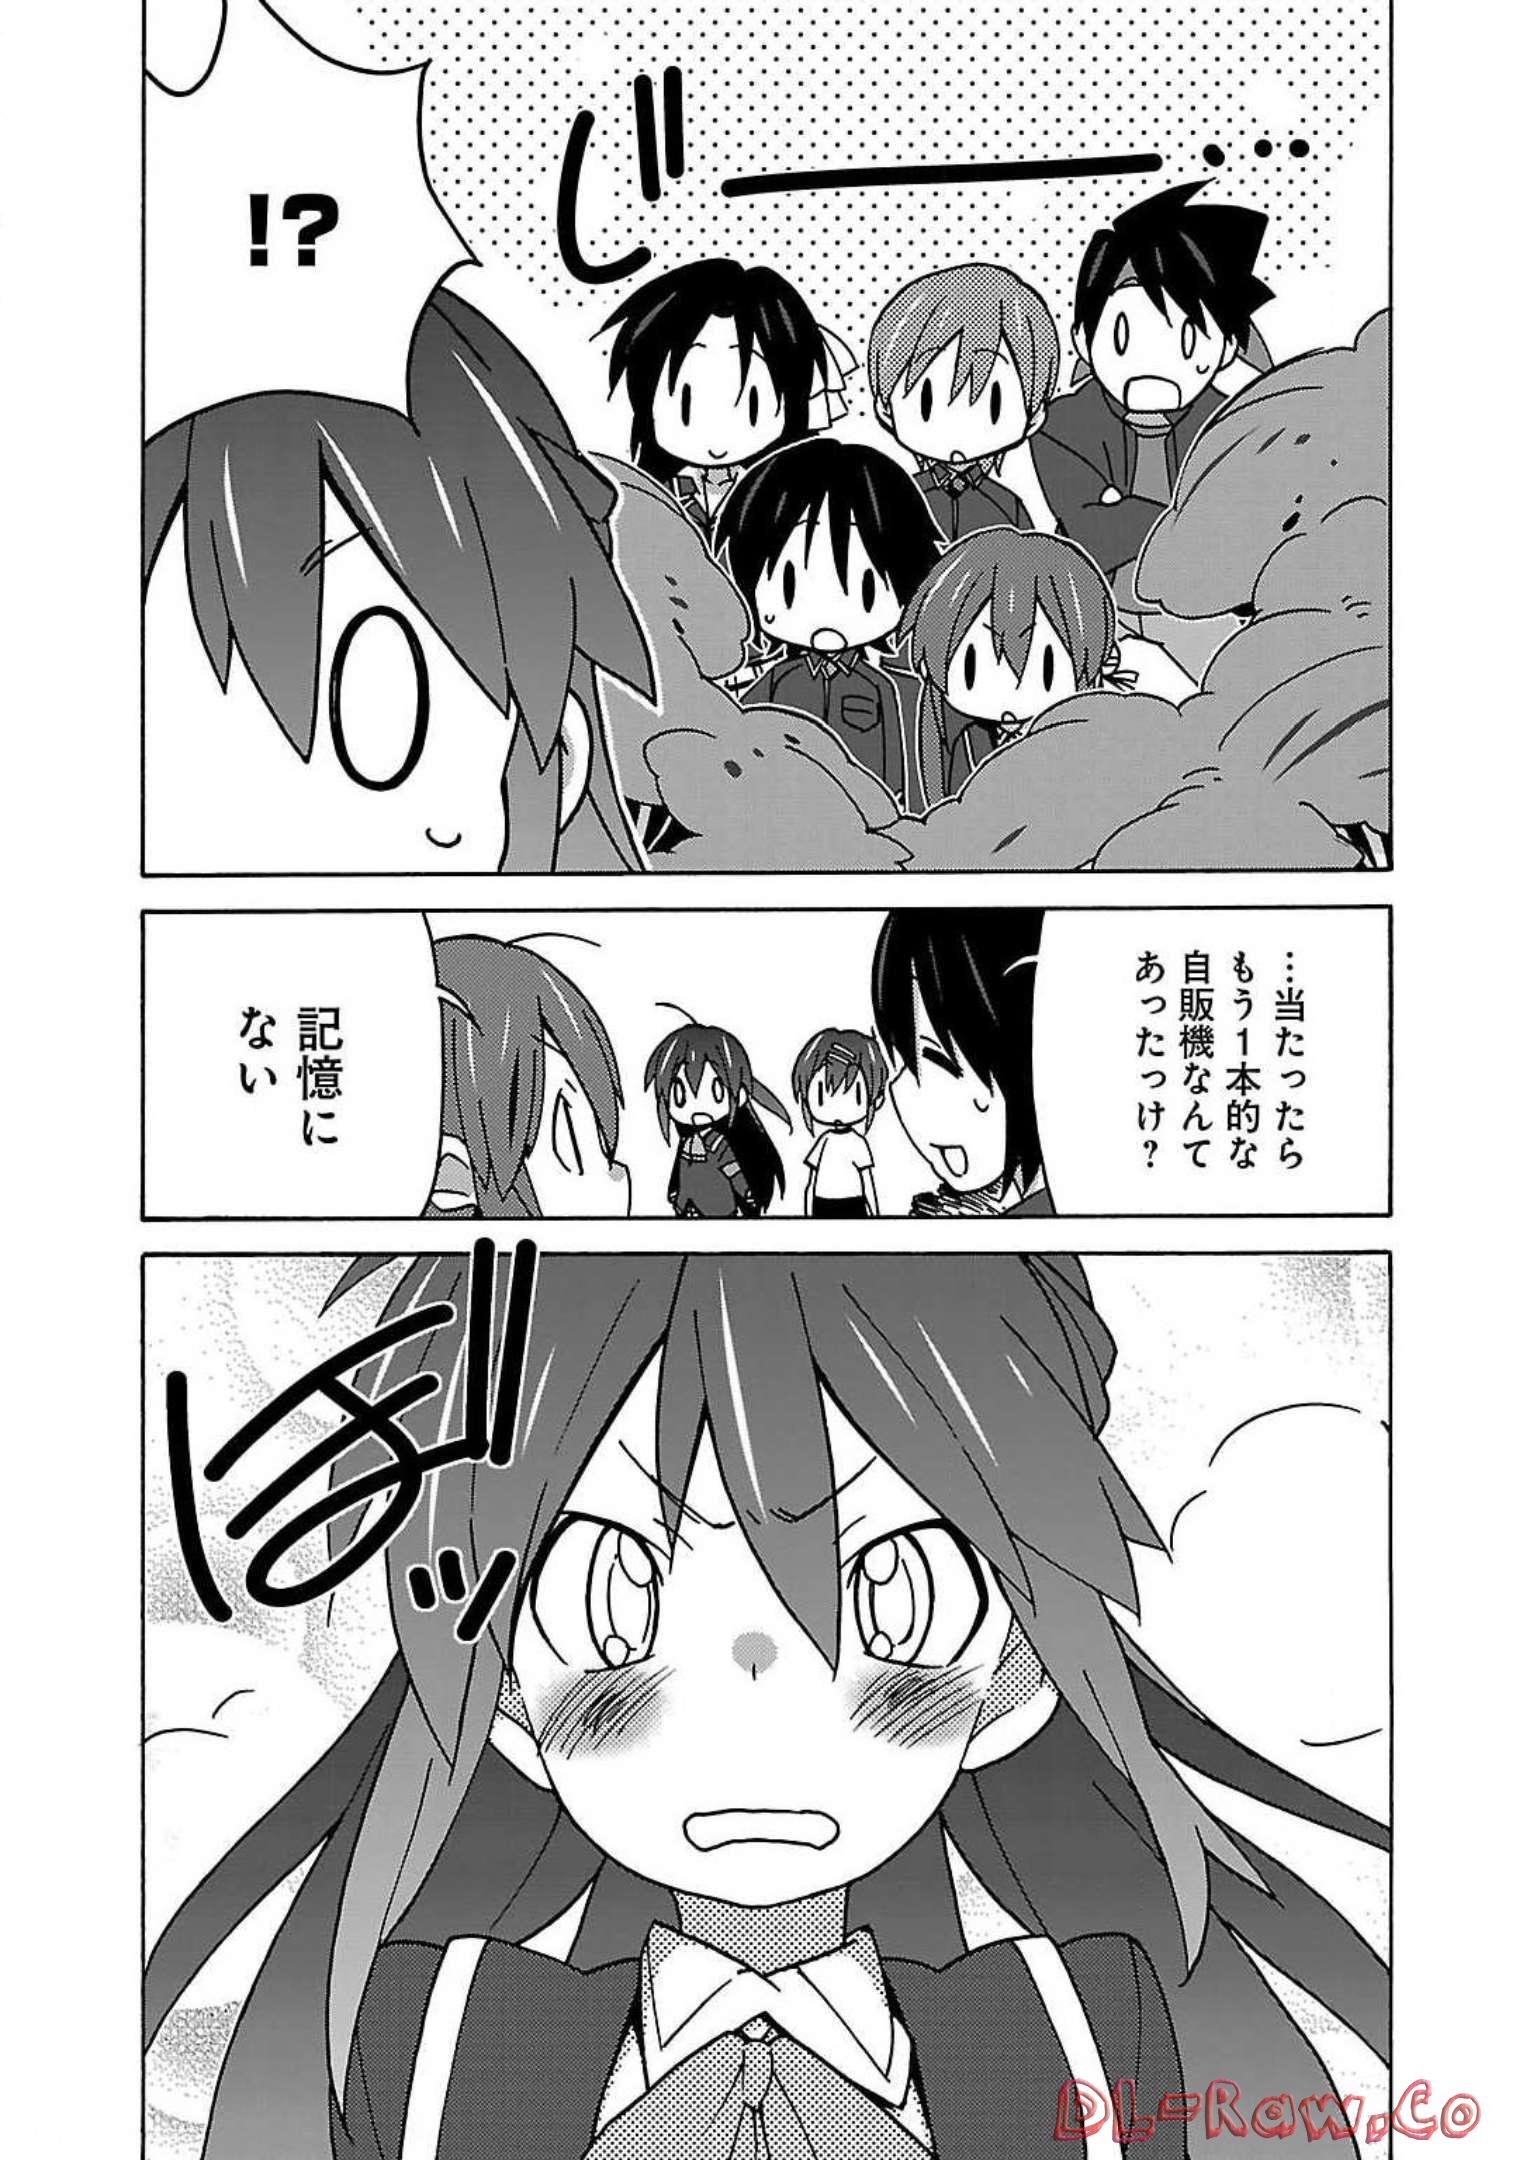 じーー…
!?
…当たったら
もう１本的な
自販機なんて
あったっけ？
記憶に
ない
ぼッ
DL-Raw.Co